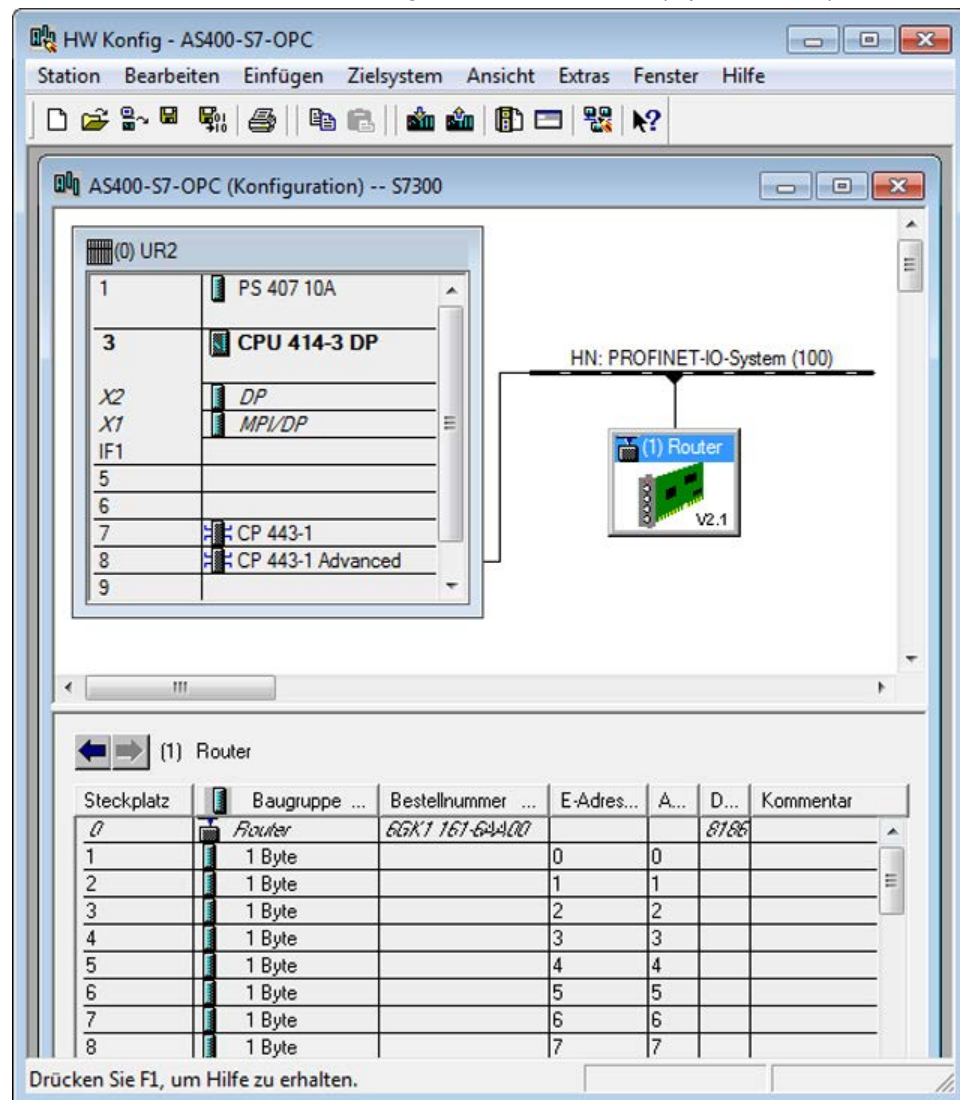 HW Konfig - AS400-S7-OPC
Station Bearbeiten Einfügen Zielsystem Ansicht Extras Fenster Hilfe
AS400-S7-OPC (Konfiguration) -- S7300
(0) UR2
1 PS 407 10A
3 CPU 414-3 DP
X2 DP
X1 MPI/DP
IF1
5
6
7 CP 443-1
8 CP 443-1 Advanced
9
HN: PROFINET-IO-System (100)
(1) Router
V2.1
(1) Router
Steckplatz Baugruppe ... Bestellnummer ... E-Adres... A... D... Kommentar
0 Router 6GK1 161-6AA00 8186
1 1 Byte 0 0
2 1 Byte 1 1
3 1 Byte 2 2
4 1 Byte 3 3
5 1 Byte 4 4
6 1 Byte 5 5
7 1 Byte 6 6
8 1 Byte 7 7
Drücken Sie F1, um Hilfe zu erhalten.